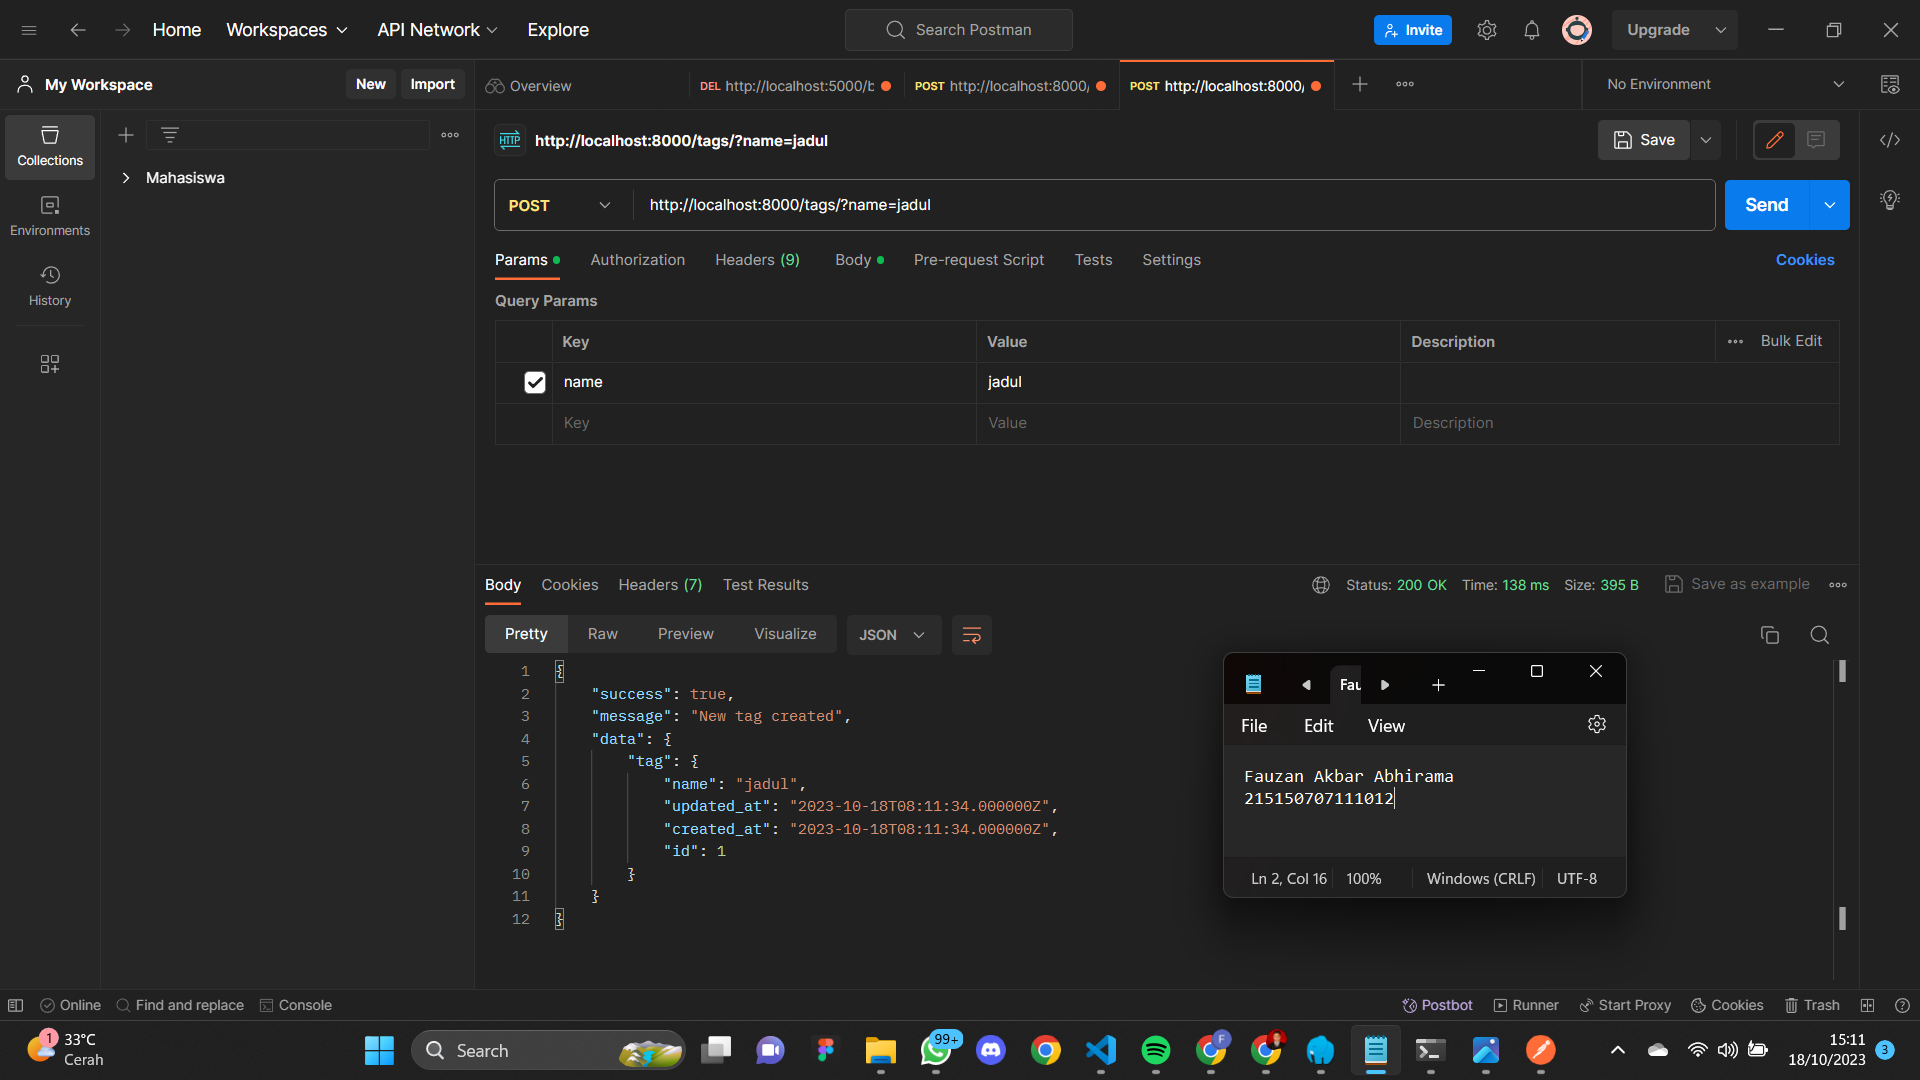 Home
Workspaces
API Network
Explore
Search Postman
Invite
Upgrade
My Workspace
New
Import
Overview
DEL http://localhost:5000/b
POST http://localhost:8000/
POST http://localhost:8000/
No Environment
Collections
Environments
History
Mahasiswa
HTTP http://localhost:8000/tags/?name=jadul
Save
POST
http://localhost:8000/tags/?name=jadul
Send
Params
Authorization
Headers (9)
Body
Pre-request Script
Tests
Settings
Cookies
Query Params
Key
Value
Description
Bulk Edit
name
jadul
Key
Value
Description
Body
Cookies
Headers (7)
Test Results
Status: 200 OK
Time: 138 ms
Size: 395 B
Save as example
Pretty
Raw
Preview
Visualize
JSON
1 {
2 "success": true,
3 "message": "New tag created",
4 "data": {
5 "tag": {
6 "name": "jadul",
7 "updated_at": "2023-10-18T08:11:34.000000Z",
8 "created_at": "2023-10-18T08:11:34.000000Z",
9 "id": 1
10 }
11 }
12 }
Fau
File
Edit
View
Fauzan Akbar Abhirama
215150707111012
Ln 2, Col 16
100%
Windows (CRLF)
UTF-8
Online
Find and replace
Console
Postbot
Runner
Start Proxy
Cookies
Trash
1
33°C
Cerah
Search
99+
F
15:11
18/10/2023
3